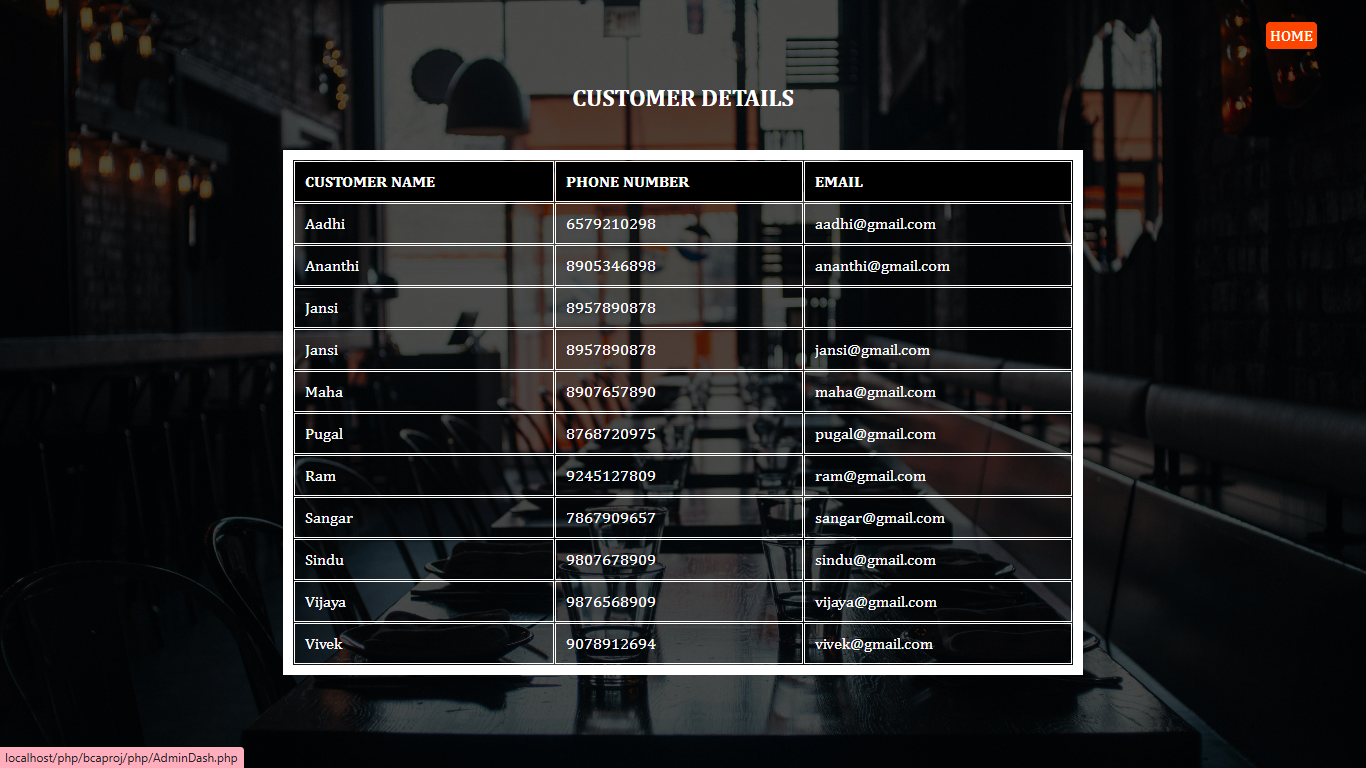 HOME
CUSTOMER DETAILS
CUSTOMER NAME PHONE NUMBER EMAIL
Aadhi 6579210298 aadhi@gmail.com
Ananthi 8905346898 ananthi@gmail.com
Jansi 8957890878
Jansi 8957890878 jansi@gmail.com
Maha 8907657890 maha@gmail.com
Pugal 8768720975 pugal@gmail.com
Ram 9245127809 ram@gmail.com
Sangar 7867909657 sangar@gmail.com
Sindu 9807678909 sindu@gmail.com
Vijaya 9876568909 vijaya@gmail.com
Vivek 9078912694 vivek@gmail.com
localhost/php/bcaproj/php/AdminDash.php